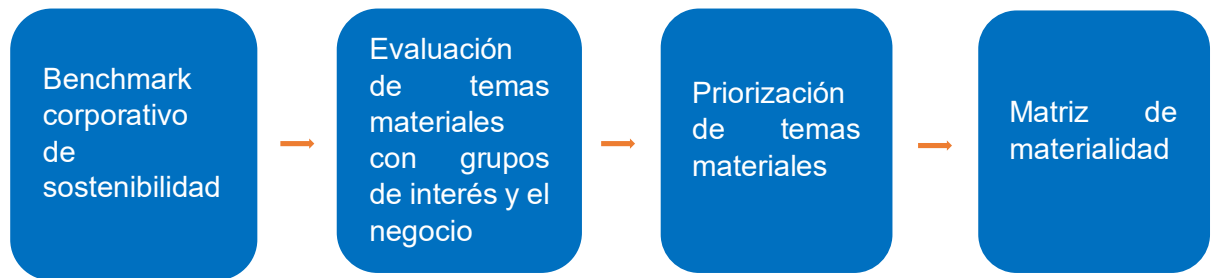 Benchmark
corporativo
de
sostenibilidad
Evaluación
de temas
materiales
con grupos
de interés y el
negocio
Priorización
de temas
materiales
Matriz de
materialidad